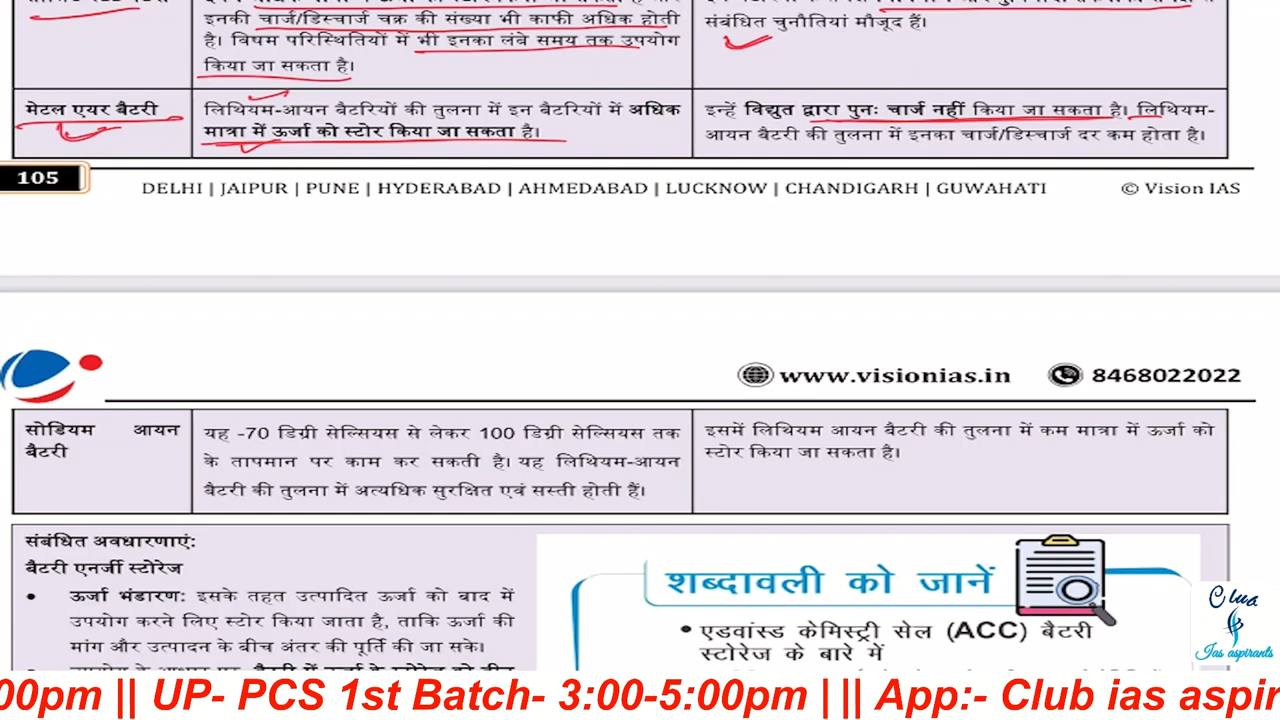 इनकी चार्ज/डिस्चार्ज चक्र की संख्या भी काफी अधिक होती
है। विषम परिस्थितियों में भी इनका लंबे समय तक उपयोग
किया जा सकता है।
संबंधित चुनौतियां मौजूद हैं।
मेटल एयर बैटरी
लिथियम-आयन बैटरियों की तुलना में इन बैटरियों में अधिक
मात्रा में ऊर्जा को स्टोर किया जा सकता है।
इन्हें विद्युत द्वारा पुनः चार्ज नहीं किया जा सकता है। लिथियम-
आयन बैटरी की तुलना में इनका चार्ज/डिस्चार्ज दर कम होता है।
105
DELHI | JAIPUR | PUNE | HYDERABAD | AHMEDABAD | LUCKNOW | CHANDIGARH | GUWAHATI
© Vision IAS
www.visionias.in
8468022022
सोडियम आयन
बैटरी
यह -70 डिग्री सेल्सियस से लेकर 100 डिग्री सेल्सियस तक
के तापमान पर काम कर सकती है। यह लिथियम-आयन
बैटरी की तुलना में अत्यधिक सुरक्षित एवं सस्ती होती हैं।
इसमें लिथियम आयन बैटरी की तुलना में कम मात्रा में ऊर्जा को
स्टोर किया जा सकता है।
संबंधित अवधारणाएं:
बैटरी एनर्जी स्टोरेज
• ऊर्जा भंडारण: इसके तहत उत्पादित ऊर्जा को बाद में
उपयोग करने लिए स्टोर किया जाता है, ताकि ऊर्जा की
मांग और उत्पादन के बीच अंतर की पूर्ति की जा सके।
शब्दावली को जानें
• एडवांस्ड केमिस्ट्री सेल (ACC) बैटरी
स्टोरेज के बारे में
Club
Ias aspirants
00pm || UP- PCS 1st Batch- 3:00-5:00pm | || App:- Club ias aspir